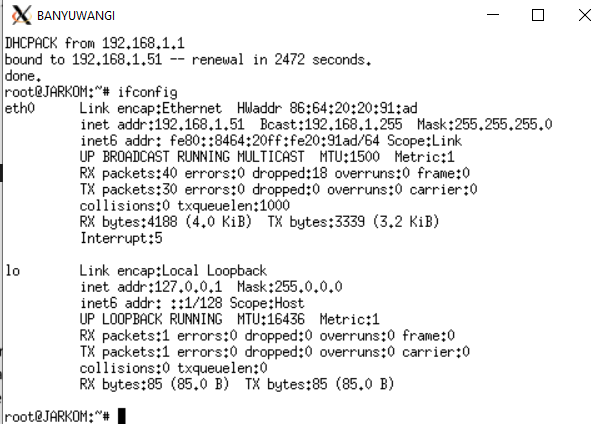 BANYUWANGI
DHCPACK from 192.168.1.1
bound to 192.168.1.51 -- renewal in 2472 seconds.
done.
root@JARKOM:~# ifconfig
eth0      Link encap:Ethernet  HWaddr 86:64:20:20:91:ad
          inet addr:192.168.1.51  Bcast:192.168.1.255  Mask:255.255.255.0
          inet6 addr: fe80::8464:20ff:fe20:91ad/64 Scope:Link
          UP BROADCAST RUNNING MULTICAST  MTU:1500  Metric:1
          RX packets:40 errors:0 dropped:18 overruns:0 frame:0
          TX packets:30 errors:0 dropped:0 overruns:0 carrier:0
          collisions:0 txqueuelen:1000
          RX bytes:4188 (4.0 KiB)  TX bytes:3339 (3.2 KiB)
          Interrupt:5
lo        Link encap:Local Loopback
          inet addr:127.0.0.1  Mask:255.0.0.0
          inet6 addr: ::1/128 Scope:Host
          UP LOOPBACK RUNNING  MTU:16436  Metric:1
          RX packets:1 errors:0 dropped:0 overruns:0 frame:0
          TX packets:1 errors:0 dropped:0 overruns:0 carrier:0
          collisions:0 txqueuelen:0
          RX bytes:85 (85.0 B)  TX bytes:85 (85.0 B)
root@JARKOM:~#